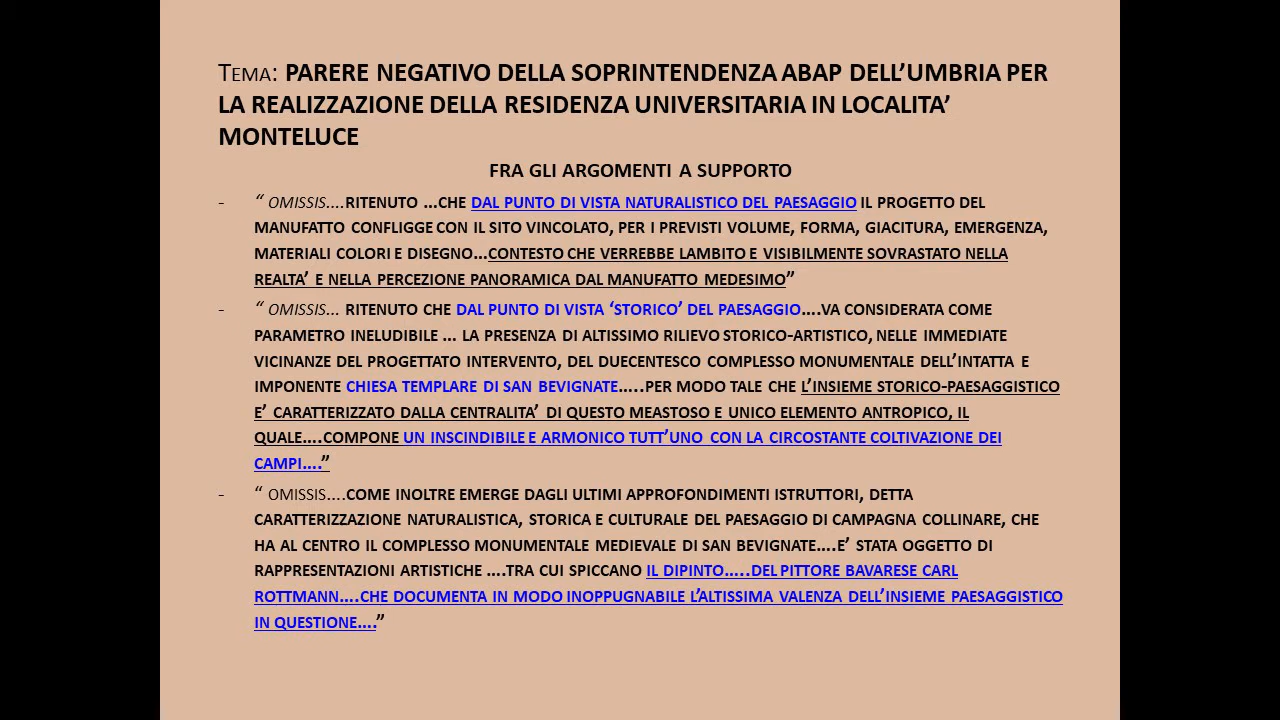 TEMA: PARERE NEGATIVO DELLA SOPRINTENDENZA ABAP DELL’UMBRIA PER
LA REALIZZAZIONE DELLA RESIDENZA UNIVERSITARIA IN LOCALITA’
MONTELUCE
FRA GLI ARGOMENTI A SUPPORTO
- “ OMISSIS....RITENUTO ...CHE DAL PUNTO DI VISTA NATURALISTICO DEL PAESAGGIO IL PROGETTO DEL
MANUFATTO CONFLIGGE CON IL SITO VINCOLATO, PER I PREVISTI VOLUME, FORMA, GIACITURA, EMERGENZA,
MATERIALI COLORI E DISEGNO...CONTESTO CHE VERREBBE LAMBITO E VISIBILMENTE SOVRASTATO NELLA
REALTA’ E NELLA PERCEZIONE PANORAMICA DAL MANUFATTO MEDESIMO”
- “ OMISSIS... RITENUTO CHE DAL PUNTO DI VISTA ‘STORICO’ DEL PAESAGGIO....VA CONSIDERATA COME
PARAMETRO INELUDIBILE ... LA PRESENZA DI ALTISSIMO RILIEVO STORICO-ARTISTICO, NELLE IMMEDIATE
VICINANZE DEL PROGETTATO INTERVENTO, DEL DUECENTESCO COMPLESSO MONUMENTALE DELL’INTATTA E
IMPONENTE CHIESA TEMPLARE DI SAN BEVIGNATE.....PER MODO TALE CHE L’INSIEME STORICO-PAESAGGISTICO
E’ CARATTERIZZATO DALLA CENTRALITA’ DI QUESTO MEASTOSO E UNICO ELEMENTO ANTROPICO, IL
QUALE....COMPONE UN INSCINDIBILE E ARMONICO TUTT’UNO CON LA CIRCOSTANTE COLTIVAZIONE DEI
CAMPI....”
- “ OMISSIS....COME INOLTRE EMERGE DAGLI ULTIMI APPROFONDIMENTI ISTRUTTORI, DETTA
CARATTERIZZAZIONE NATURALISTICA, STORICA E CULTURALE DEL PAESAGGIO DI CAMPAGNA COLLINARE, CHE
HA AL CENTRO IL COMPLESSO MONUMENTALE MEDIEVALE DI SAN BEVIGNATE....E’ STATA OGGETTO DI
RAPPRESENTAZIONI ARTISTICHE ....TRA CUI SPICCANO IL DIPINTO.....DEL PITTORE BAVARESE CARL
ROTTMANN....CHE DOCUMENTA IN MODO INOPPUGNABILE L’ALTISSIMA VALENZA DELL’INSIEME PAESAGGISTICO
IN QUESTIONE....”